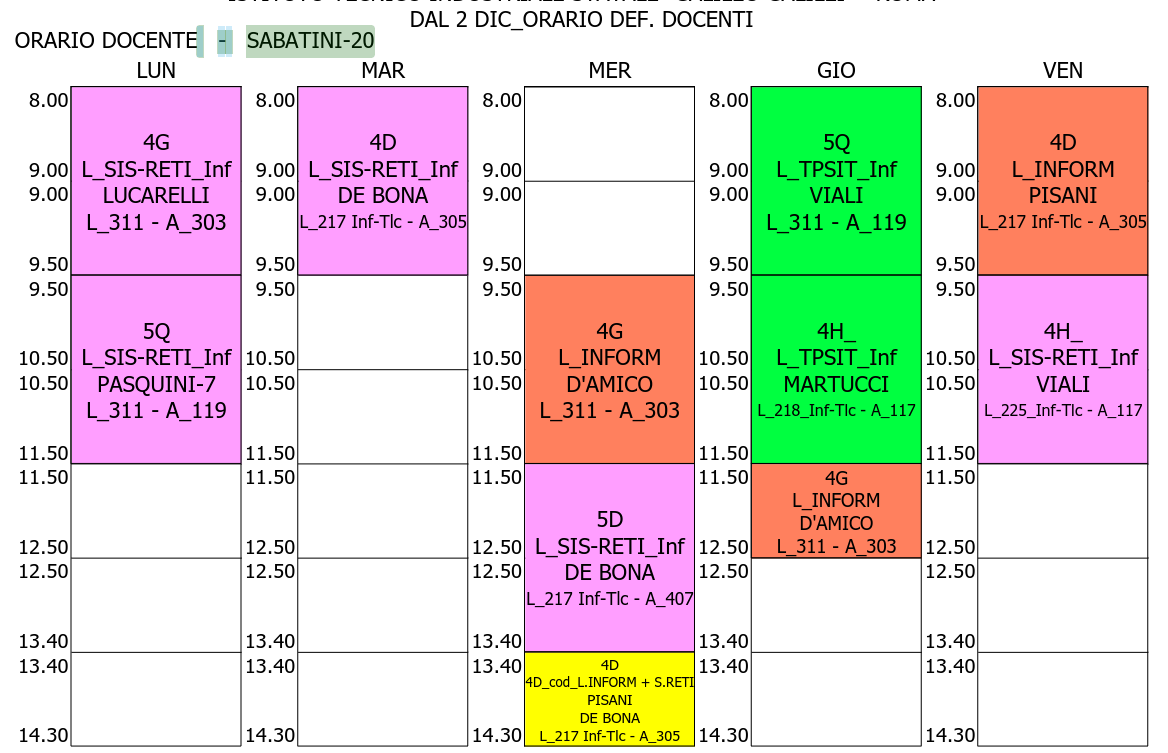 DAL 2 DIC_ORARIO DEF. DOCENTI
ORARIO DOCENTE - SABATINI-20
LUN MAR MER GIO VEN
8.00 8.00 8.00 8.00 8.00
4G 4D 5Q 4D
L_SIS-RETI_Inf L_SIS-RETI_Inf L_TPSIT_Inf L_INFORM
9.00 9.00 9.00 9.00 9.00
9.00 9.00 9.00 9.00 9.00
LUCARELLI DE BONA VIALI PISANI
L_311 - A_303 L_217 Inf-Tlc - A_305 L_311 - A_119 L_217 Inf-Tlc - A_305
9.50 9.50 9.50 9.50 9.50
9.50 9.50 9.50 9.50 9.50
5Q 4G 4H_ 4H_
L_SIS-RETI_Inf L_INFORM L_TPSIT_Inf L_SIS-RETI_Inf
10.50 10.50 10.50 10.50 10.50
10.50 10.50 10.50 10.50 10.50
PASQUINI-7 D'AMICO MARTUCCI VIALI
L_311 - A_119 L_311 - A_303 L_218_Inf-Tlc - A_117 L_225_Inf-Tlc - A_117
11.50 11.50 11.50 11.50 11.50
11.50 11.50 11.50 11.50 11.50
4G
L_INFORM
5D D'AMICO
L_SIS-RETI_Inf L_311 - A_303
12.50 12.50 12.50 12.50 12.50
12.50 12.50 12.50 12.50 12.50
DE BONA
L_217 Inf-Tlc - A_407
13.40 13.40 13.40 13.40 13.40
13.40 13.40 13.40 13.40 13.40
4D
4D_cod_L.INFORM + S.RETI
PISANI
DE BONA
L_217 Inf-Tlc - A_305
14.30 14.30 14.30 14.30 14.30